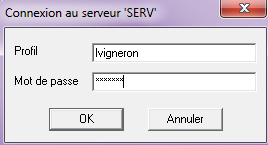 Connexion au serveur 'SERV'
Profil lvigneron
Mot de passe *******
OK Annuler